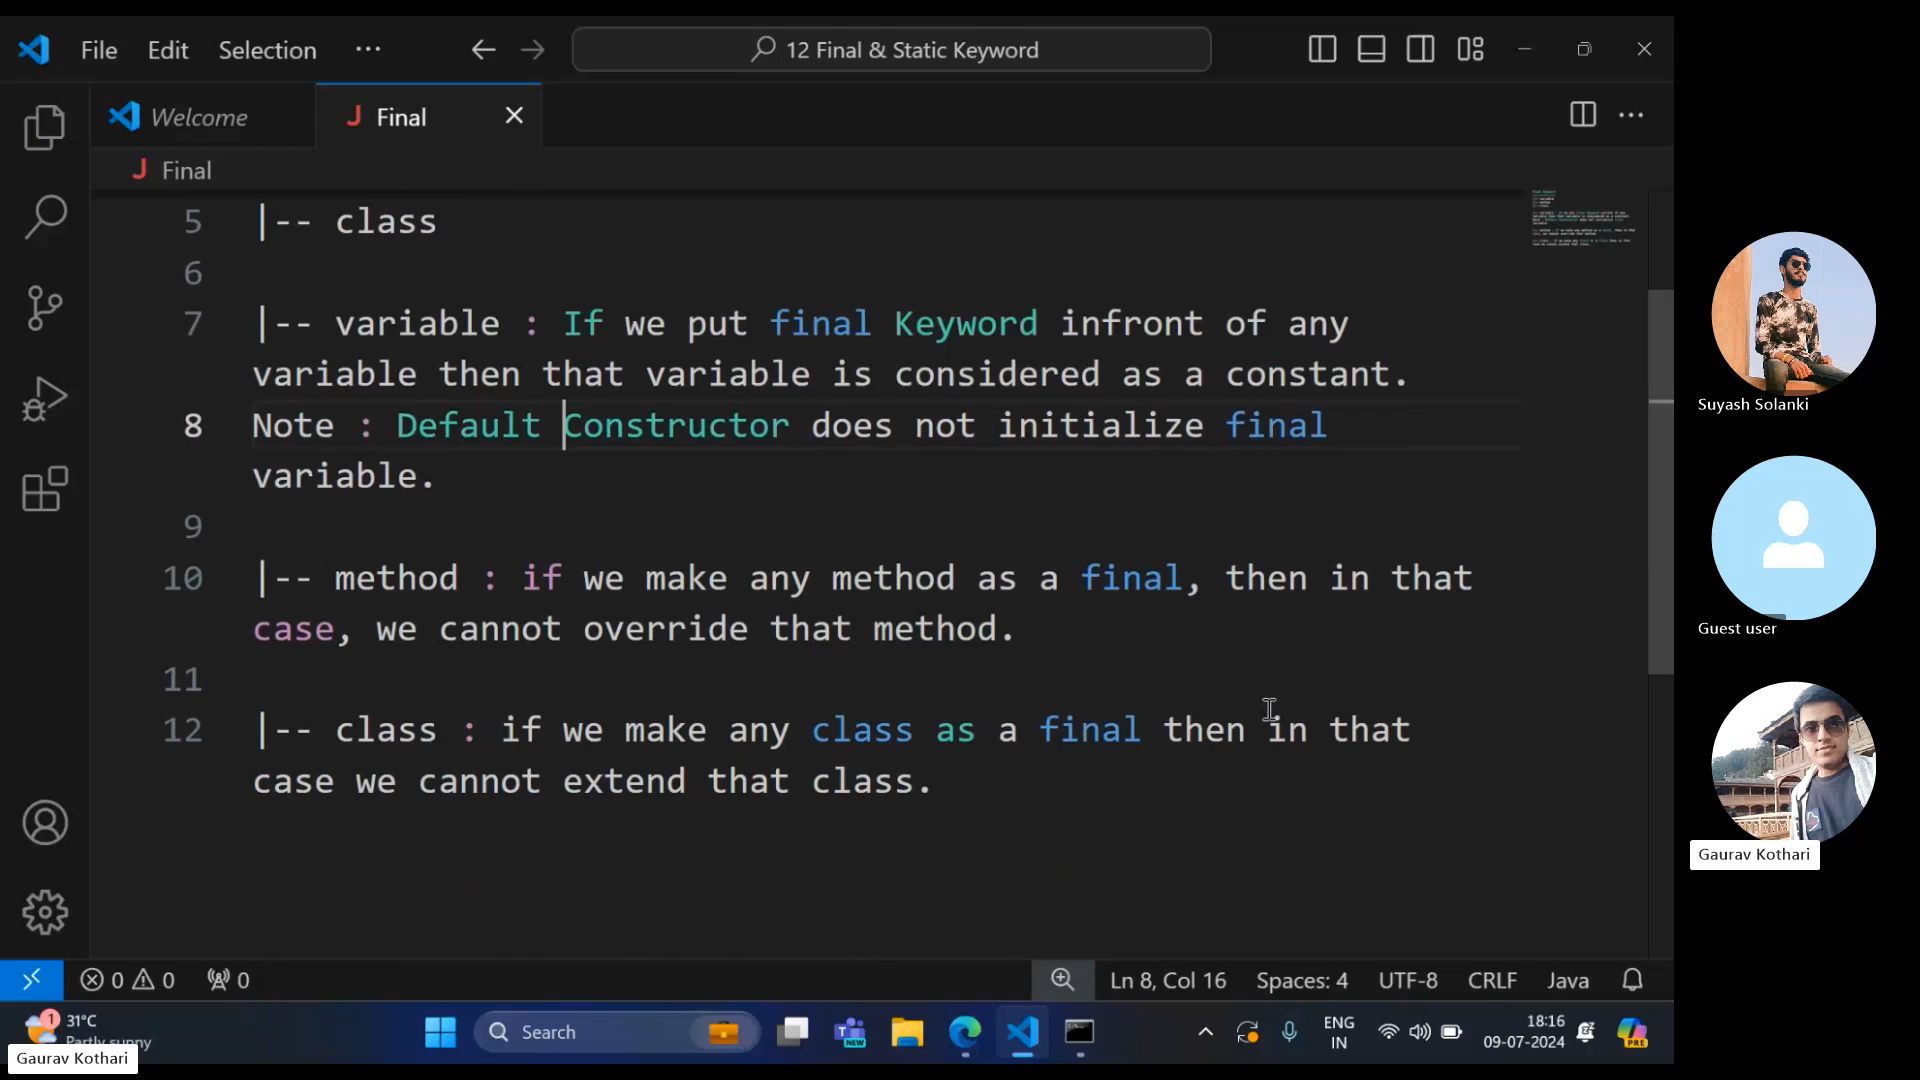 File Edit Selection ··· 12 Final & Static Keyword
Welcome Final
Final
5 |-- class
6
7 |-- variable : If we put final Keyword infront of any
variable then that variable is considered as a constant.
8 Note : Default Constructor does not initialize final
variable.
9
10 |-- method : if we make any method as a final, then in that
case, we cannot override that method.
11
12 |-- class : if we make any class as a final then in that
case we cannot extend that class.
0 0 0 Ln 8, Col 16 Spaces: 4 UTF-8 CRLF Java
1 31°C
Partly sunny
Search
NEW
ENG
IN
18:16
09-07-2024
PRE
Gaurav Kothari
Suyash Solanki
Guest user
Gaurav Kothari